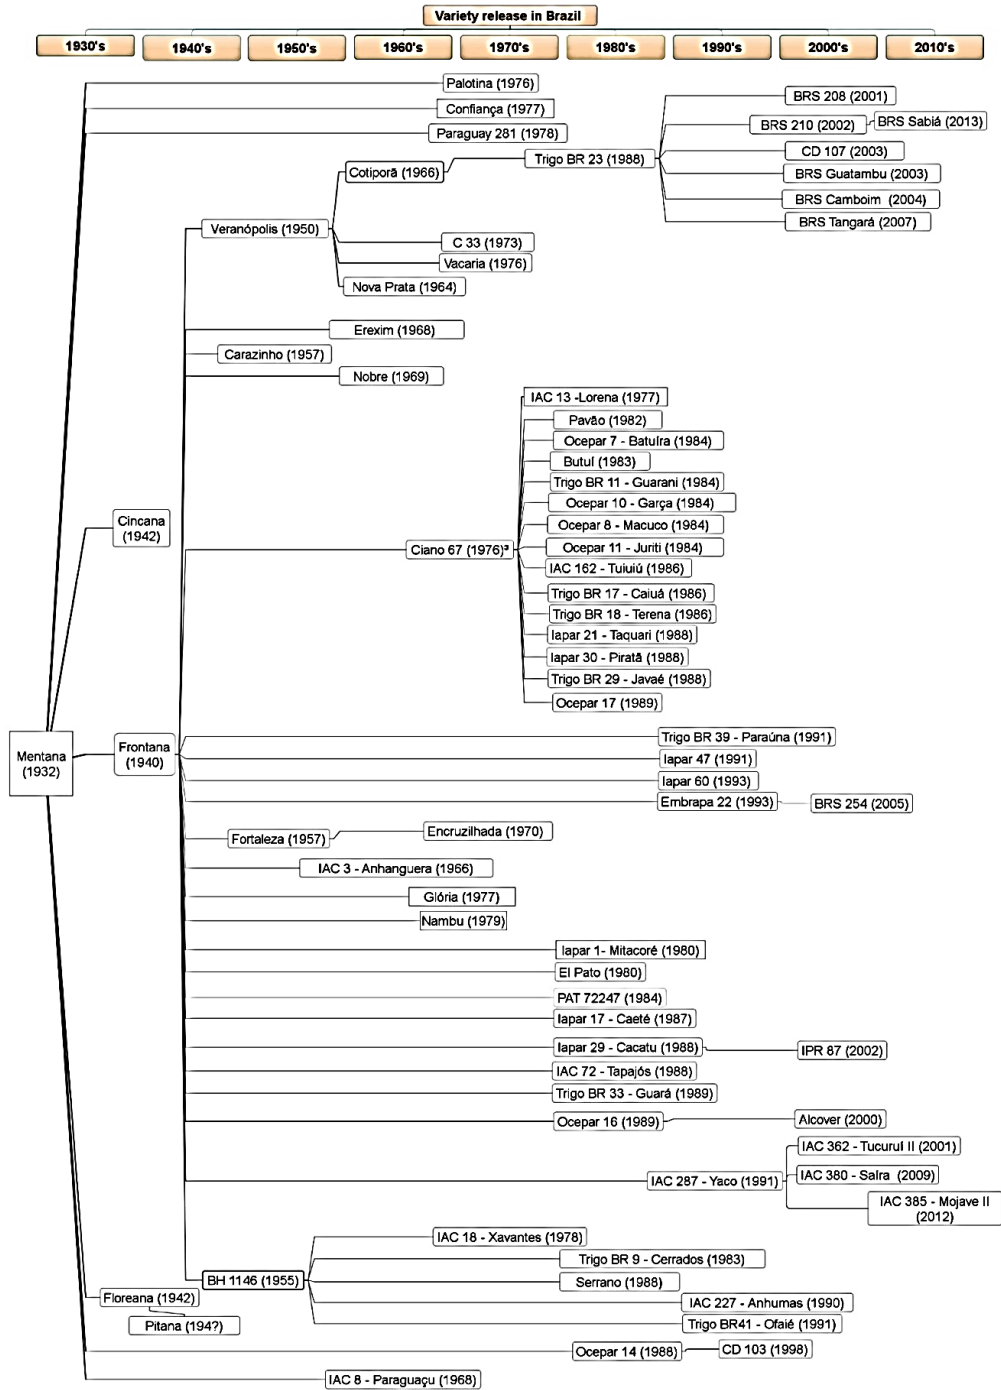 Variety release in Brazil
1930's
1940's
1950's
1960's
1970's
1980's
1990's
2000's
2010's
Palotina (1976)
Confiança (1977)
Paraguay 281 (1978)
BRS 208 (2001)
BRS 210 (2002)
BRS Sabiá (2013)
CD 107 (2003)
Trigo BR 23 (1988)
Cotiporã (1966)
BRS Guatambu (2003)
BRS Camboim (2004)
BRS Tangará (2007)
Veranópolis (1950)
C 33 (1973)
Vacaria (1976)
Nova Prata (1964)
Erexim (1968)
Carazinho (1957)
Nobre (1969)
IAC 13 -Lorena (1977)
Pavão (1982)
Ocepar 7 - Batuíra (1984)
Butuí (1983)
Trigo BR 11 - Guarani (1984)
Ocepar 10 - Garça (1984)
Ocepar 8 - Macuco (1984)
Cincana
(1942)
Ciano 67 (1976)³
Ocepar 11 - Juriti (1984)
IAC 162 - Tuiuiú (1986)
Trigo BR 17 - Caiuá (1986)
Trigo BR 18 - Terena (1986)
Iapar 21 - Taquari (1988)
Iapar 30 - Piratã (1988)
Trigo BR 29 - Javaé (1988)
Ocepar 17 (1989)
Mentana
(1932)
Frontana
(1940)
Trigo BR 39 - Paraúna (1991)
Iapar 47 (1991)
Iapar 60 (1993)
Embrapa 22 (1993)
BRS 254 (2005)
Fortaleza (1957)
Encruzilhada (1970)
IAC 3 - Anhanguera (1966)
Glória (1977)
Nambu (1979)
Iapar 1- Mitacoré (1980)
El Pato (1980)
PAT 72247 (1984)
Iapar 17 - Caeté (1987)
Iapar 29 - Cacatu (1988)
IPR 87 (2002)
IAC 72 - Tapajós (1988)
Trigo BR 33 - Guará (1989)
Ocepar 16 (1989)
Alcover (2000)
IAC 362 - Tucuruí II (2001)
IAC 287 - Yaco (1991)
IAC 380 - Saíra (2009)
IAC 385 - Mojave II
(2012)
IAC 18 - Xavantes (1978)
Trigo BR 9 - Cerrados (1983)
BH 1146 (1955)
Serrano (1988)
IAC 227 - Anhumas (1990)
Trigo BR41 - Ofaié (1991)
Floreana (1942)
Pitana (194?)
Ocepar 14 (1988)
CD 103 (1998)
IAC 8 - Paraguaçu (1968)